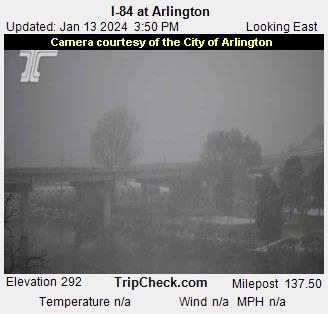 I-84 at Arlington
Updated: Jan 13 2024 3:50 PM Looking East
Camera courtesy of the City of Arlington
Elevation 292 TripCheck.com Milepost 137.50
Temperature n/a Wind n/a MPH n/a